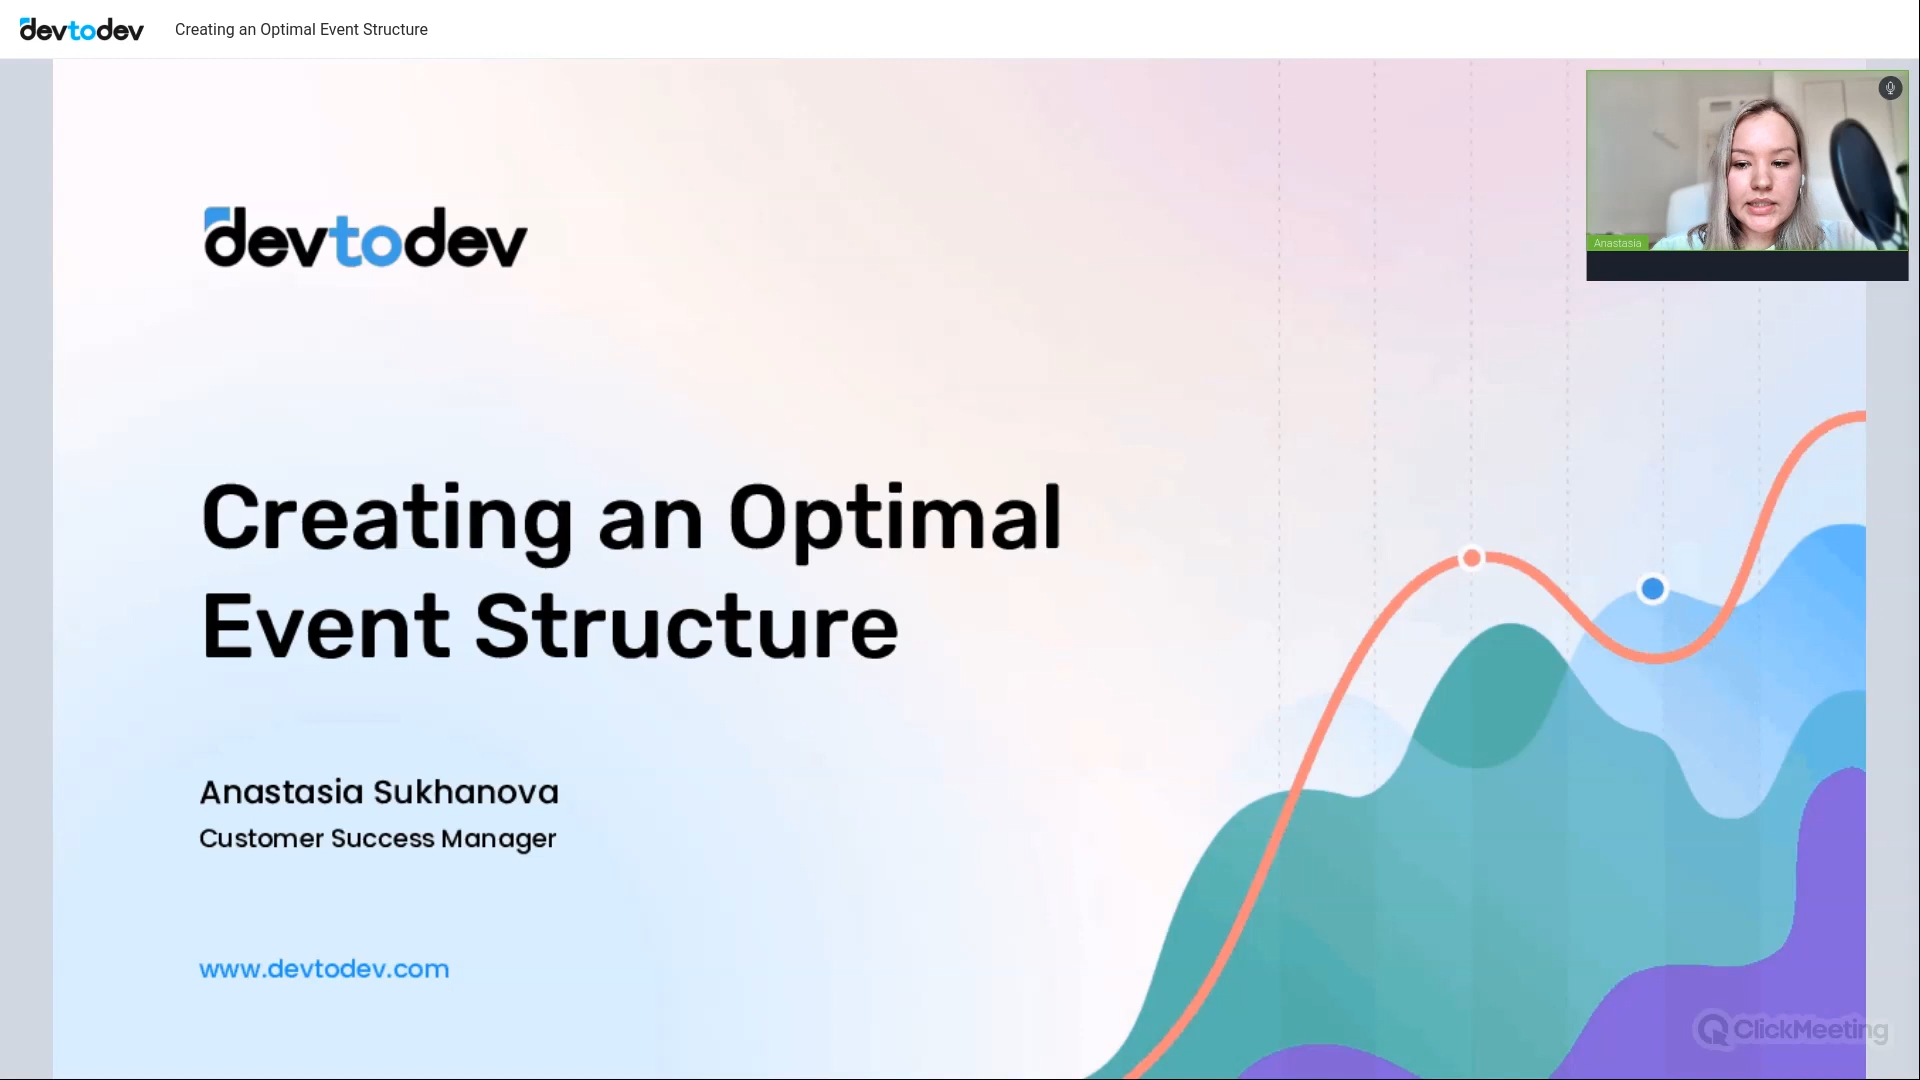 devtodev
Creating an Optimal Event Structure
Anastasia
devtodev
Creating an Optimal
Event Structure
Anastasia Sukhanova
Customer Success Manager
www.devtodev.com
ClickMeeting